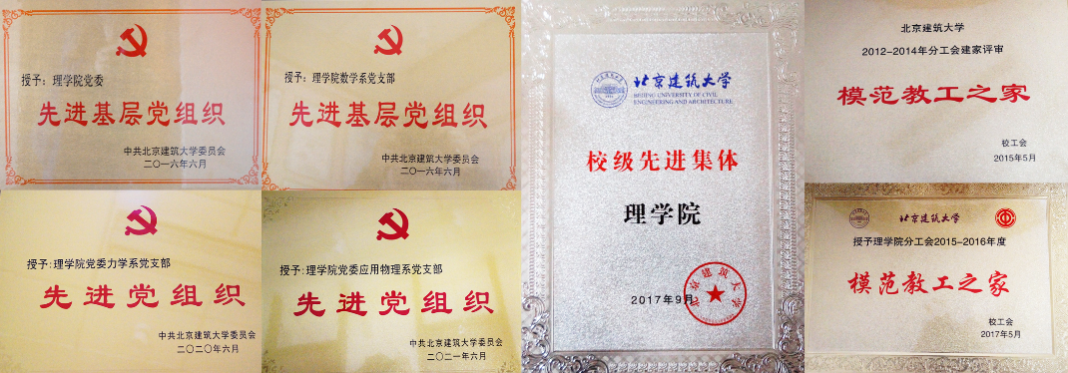 授予：理学院党委
先进基层党组织
中共北京建筑大学委员会
二〇一六年六月
授予：理学院数学系党支部
先进基层党组织
中共北京建筑大学委员会
二〇一六年六月
授予:理学院党委力学系党支部
先进党组织
中共北京建筑大学委员会
二〇二〇年六月
授予：理学院党委应用物理系党支部
先进党组织
中共北京建筑大学委员会
二〇二一年六月
北京建筑大学
BEIJING UNIVERSITY OF CIVIL
ENGINEERING AND ARCHITECTURE
校级先进集体
理学院
2017年9月
北京建筑大学
北京建筑大学
2012-2014年分工会建家评审
模范教工之家
校工会
2015年5月
北京建筑大学
授予理学院分工会2015-2016年度
模范教工之家
校工会
2017年5月